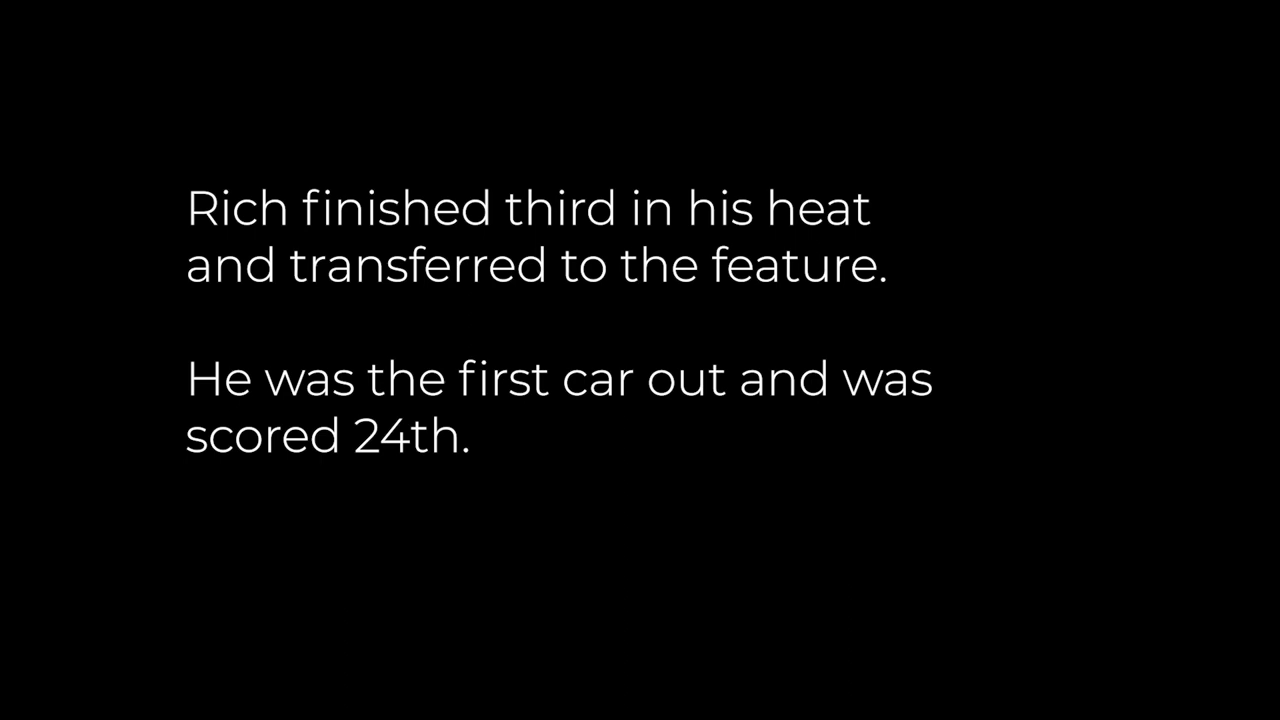 Rich finished third in his heat
and transferred to the feature.
He was the first car out and was
scored 24th.